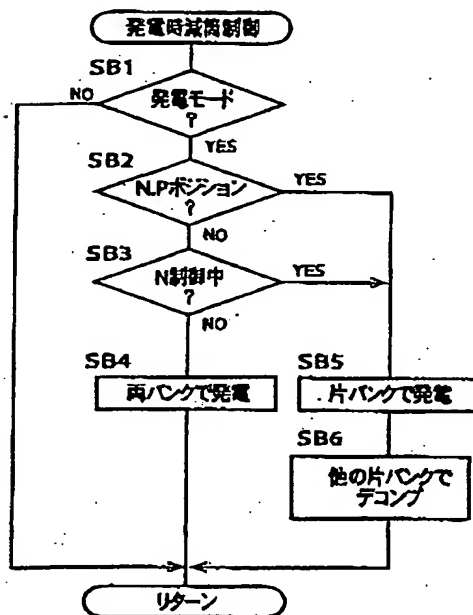 発電時減筒制御
SB1
NO
発電モード
?
YES
SB2
N,Pポジション
?
YES
NO
SB3
N制御中
?
YES
NO
SB4
両バンクで発電
SB5
片バンクで発電
SB6
他の片バンクで
デコンプ
リターン